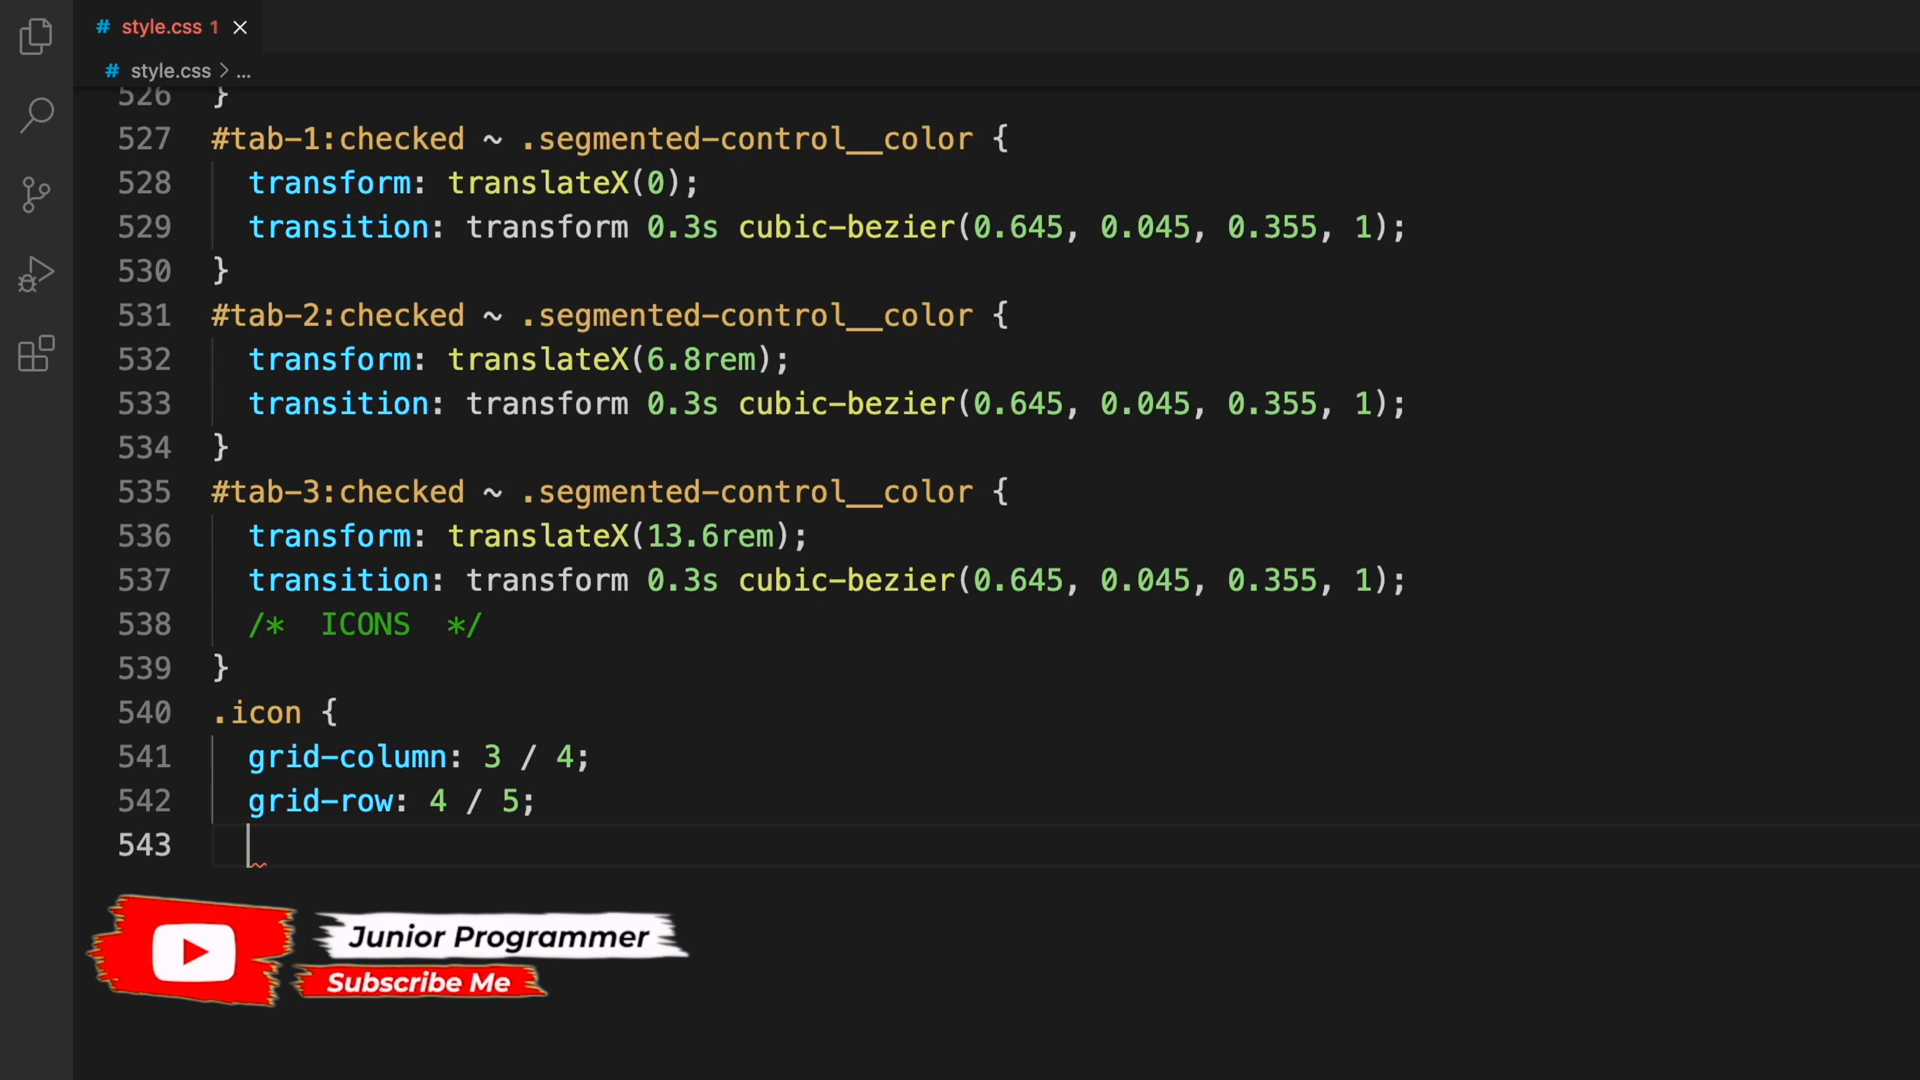 # style.css 1 ×
# style.css > ...
526 }
527 #tab-1:checked ~ .segmented-control__color {
528 transform: translateX(0);
529 transition: transform 0.3s cubic-bezier(0.645, 0.045, 0.355, 1);
530 }
531 #tab-2:checked ~ .segmented-control__color {
532 transform: translateX(6.8rem);
533 transition: transform 0.3s cubic-bezier(0.645, 0.045, 0.355, 1);
534 }
535 #tab-3:checked ~ .segmented-control__color {
536 transform: translateX(13.6rem);
537 transition: transform 0.3s cubic-bezier(0.645, 0.045, 0.355, 1);
538 /*  ICONS  */
539 }
540 .icon {
541 grid-column: 3 / 4;
542 grid-row: 4 / 5;
543
Junior Programmer
Subscribe Me